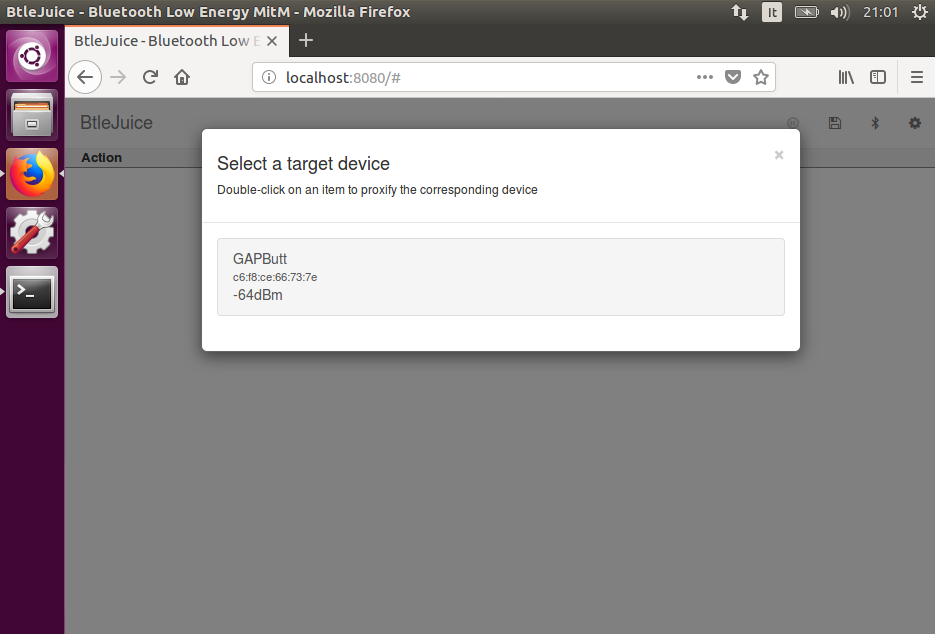 BtleJuice - Bluetooth Low Energy MitM - Mozilla Firefox
It
21:01
BtleJuice - Bluetooth Low E
localhost:8080/#
BtleJuice
Action
Select a target device
×
Double-click on an item to proxify the corresponding device
GAPButt
c6:f8:ce:66:73:7e
-64dBm